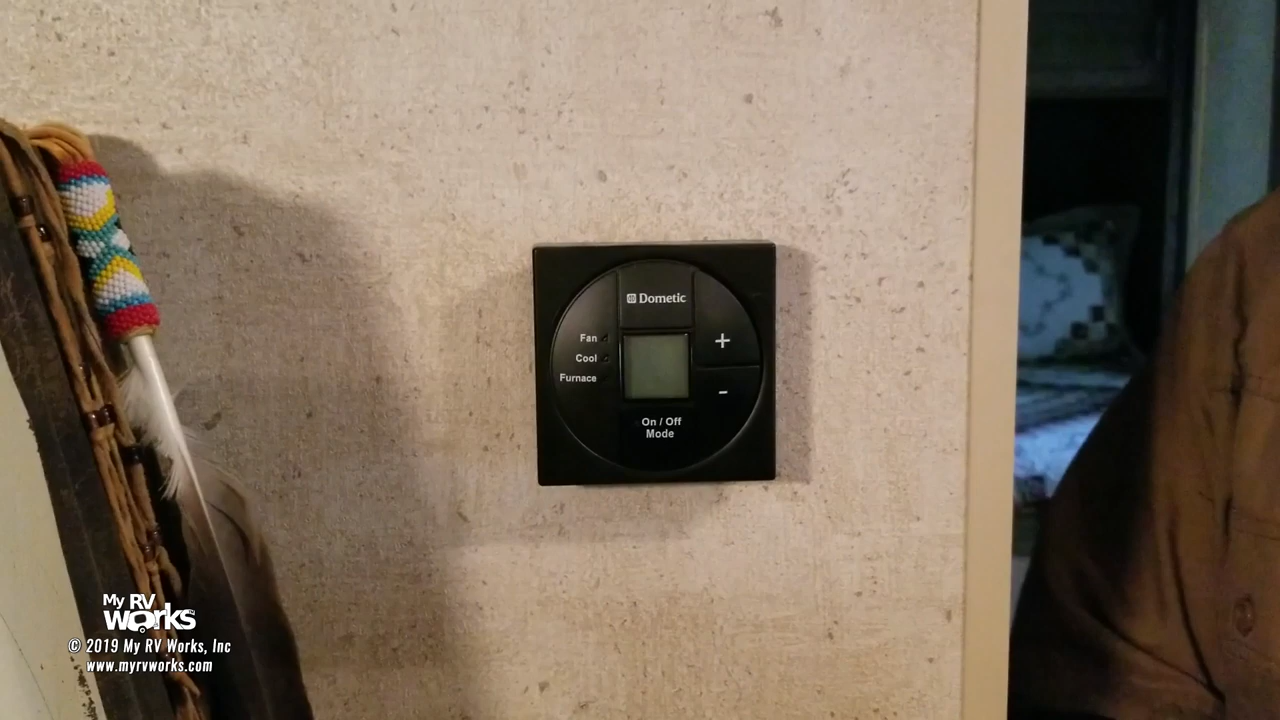 Dometic
Fan
Cool
Furnace
+
-
On / Off
Mode
My RV
works
© 2019 My RV Works, Inc
www.myrvworks.com